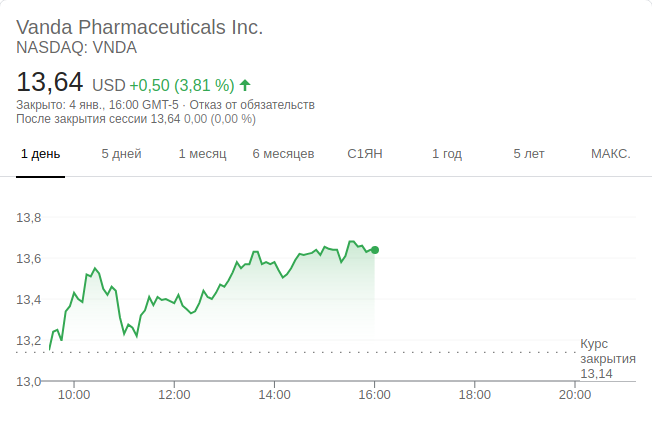 Vanda Pharmaceuticals Inc.
NASDAQ: VNDA
13,64 USD +0,50 (3,81 %)
Закрыто: 4 янв., 16:00 GMT-5 · Отказ от обязательств
После закрытия сессии 13,64 0,00 (0,00 %)
1 день 5 дней 1 месяц 6 месяцев С1ЯН 1 год 5 лет МАКС.
13,8
13,6
13,4
13,2
Курс
закрытия
13,14
13,0
10:00 12:00 14:00 16:00 18:00 20:00